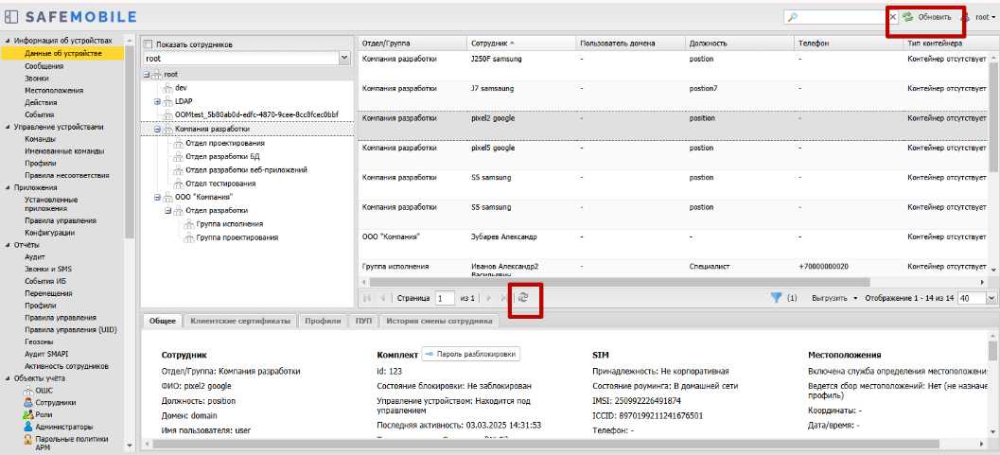 SAFEMOBILE
Обновить
root
Информация об устройствах
Данные об устройстве
Сообщения
Звонки
Местоположения
Действия
События
Управление устройствами
Команды
Именованные команды
Профили
Правила несоответствия
Приложения
Установленные
приложения
Правила управления
Конфигурации
Отчёты
Аудит
Звонки и SMS
События ИБ
Перемещения
Профили
Правила управления
Правила управления (UID)
Геозоны
Аудит SMAPI
Активность сотрудников
Объекты учёта
ОШС
Сотрудники
Роли
Администраторы
Парольные политики
АРМ
Показать сотрудников
root
root
dev
LDAP
OOMtest_5b80ab0d-edfc-4870-9cee-8cc8fcec0bbf
Компания разработки
Отдел проектирования
Отдел разработки БД
Отдел разработки веб-приложений
Отдел тестирования
ООО "Компания"
Отдел разработки
Группа исполнения
Группа проектирования
Отдел/Группа Сотрудник Пользователь домена Должность Телефон Тип контейнера
Компания разработки J250F samsung - postion - Контейнер отсутствует
Компания разработки J7 samsaung - postion7 - Контейнер отсутствует
Компания разработки pixel2 google - position - Контейнер отсутствует
Компания разработки pixel5 google - postion - Контейнер отсутствует
Компания разработки S5 samsung - postion - Контейнер отсутствует
Компания разработки S5 samsung - postion - Контейнер отсутствует
ООО "Компания" Зубарев Александр - - - Контейнер отсутствует
Группа исполнения Иванов Александр2 - Специалист +70000000020 Контейнер отсутствует
Васильевич
Страница 1 из 1
(1) Выгрузить Отображение 1 - 14 из 14 40
Общее Клиентские сертификаты Профили ПУП История смены сотрудника
Сотрудник
Отдел/Группа: Компания разработки
ФИО: pixel2 google
Должность: position
Домен: domain
Имя пользователя: user
Комплект Пароль разблокировки
id: 123
Состояние блокировки: Не заблокирован
Управление устройством: Находится под
управлением
Последняя активность: 03.03.2025 14:31:53
SIM
Принадлежность: Не корпоративная
Состояние роуминга: В домашней сети
IMSI: 250992226491874
ICCID: 8970199211241676501
Телефон: -
Местоположения
Включена служба определения местоположения
Ведется сбор местоположений: Нет (не назначе
профиль)
Координаты: -
Дата/время: -